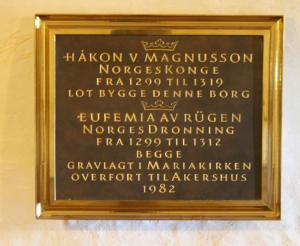 HÅKON V MAGNUSSON
NORGES KONGE
FRA 1299 TIL 1319
LOT BYGGE DENNE BORG
EUFEMIA AV RÜGEN
NORGES DRONNING
FRA 1299 TIL 1312
BEGGE
GRAVLAGT I MARIAKIRKEN
OVERFØRT TIL AKERSHUS
1982